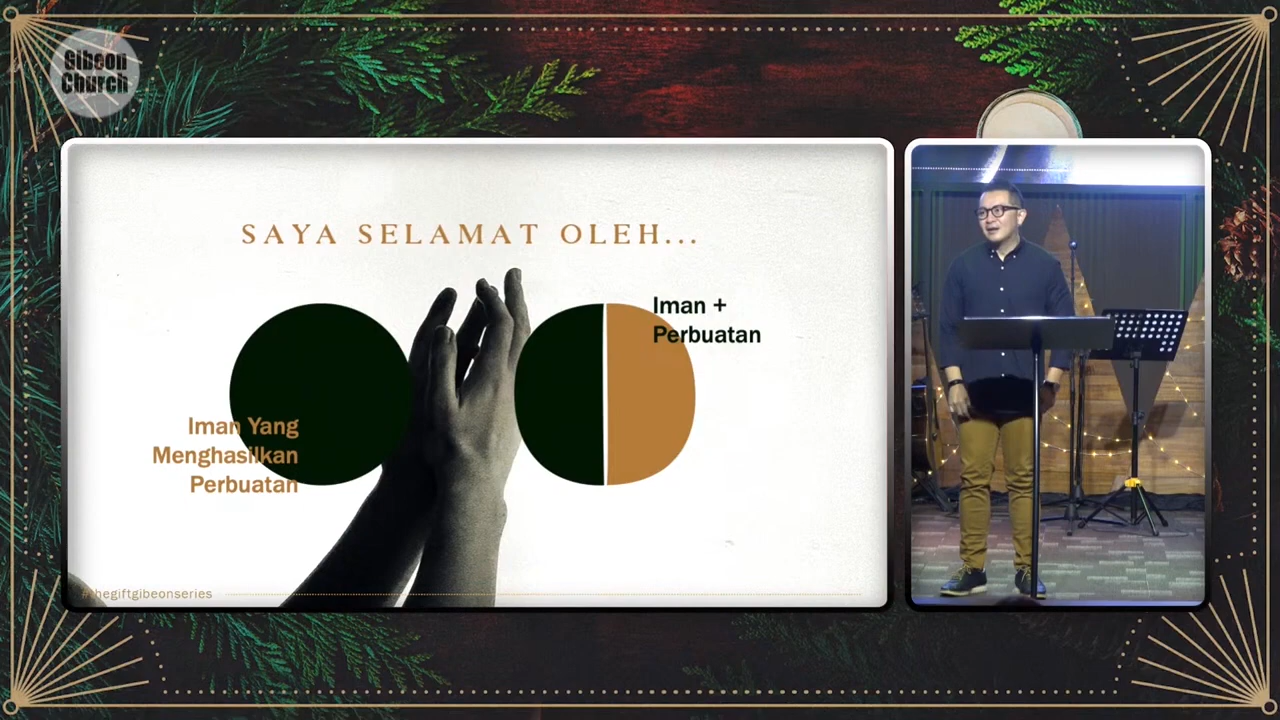 Gibeon
Church
SAYA SELAMAT OLEH...
Iman +
Perbuatan
Iman Yang
Menghasilkan
Perbuatan
#thegiftgibeonseries